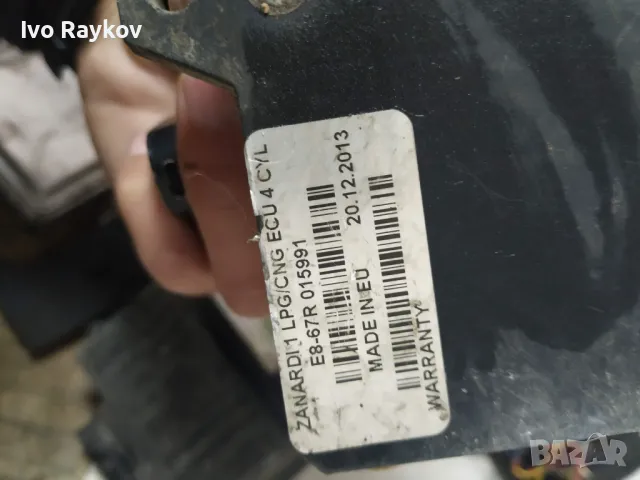 Ivo Raykov
ZANARDI 1 LPG/CNG ECU 4 CYL
E8-67R 015991
20.12.2013
MADE IN EU
WARRANTY
BAZAR